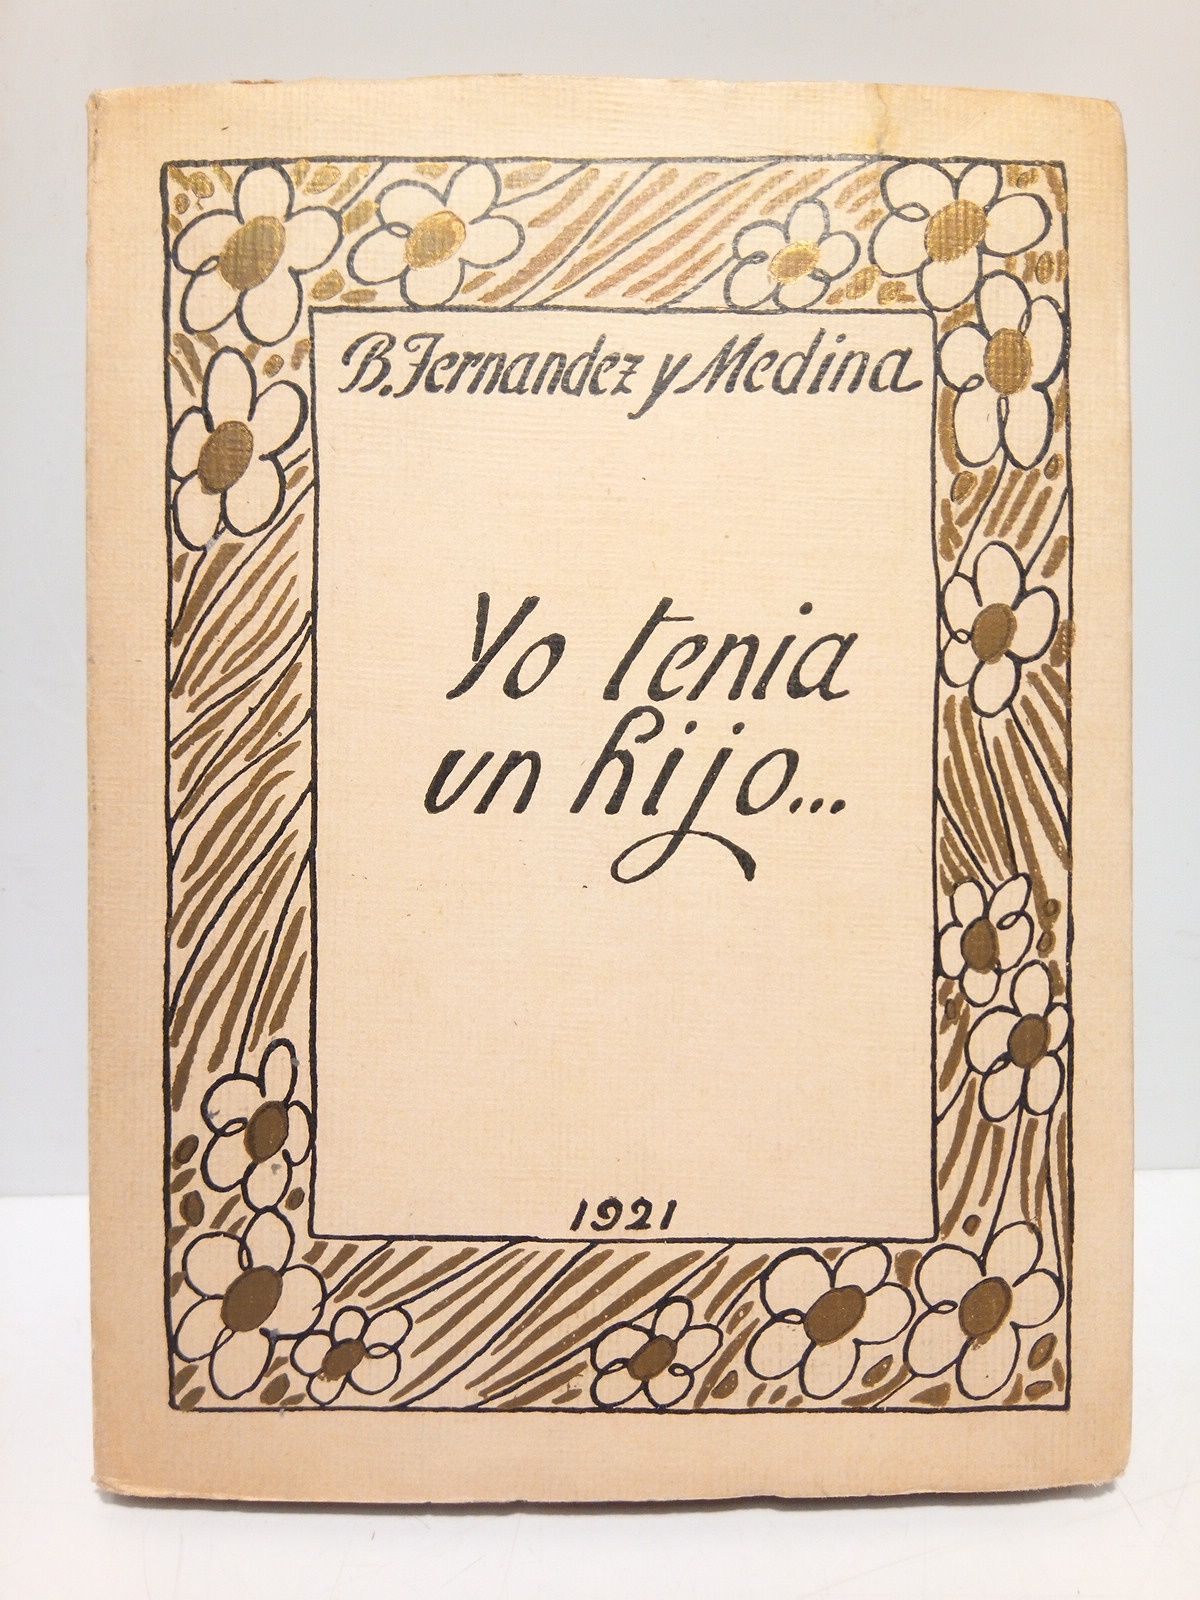 B. Fernandez y Medina
Yo tenia
un hijo...
1921